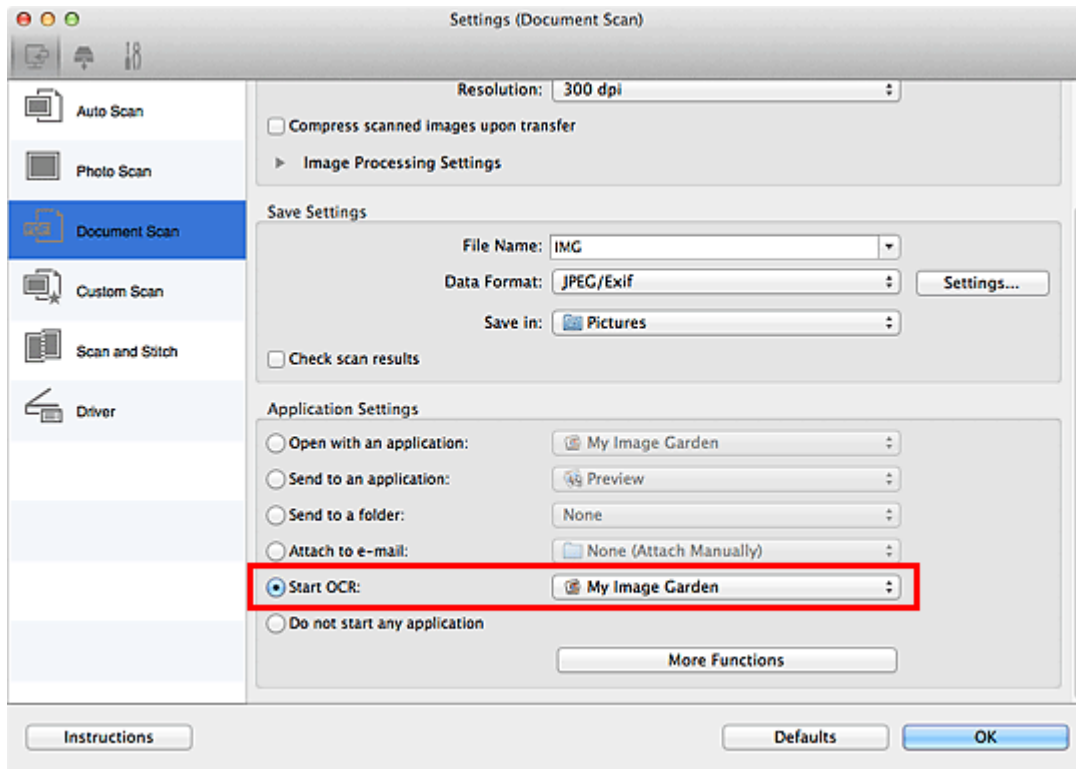 Settings (Document Scan)
Auto Scan
Photo Scan
Document Scan
Custom Scan
Scan and Stitch
Driver
Resolution: 300 dpi
Compress scanned images upon transfer
Image Processing Settings
Save Settings
File Name: IMG
Data Format: JPEG/Exif Settings...
Save in: Pictures
Check scan results
Application Settings
Open with an application: My Image Garden
Send to an application: Preview
Send to a folder: None
Attach to e-mail: None (Attach Manually)
Start OCR: My Image Garden
Do not start any application
More Functions
Instructions Defaults OK